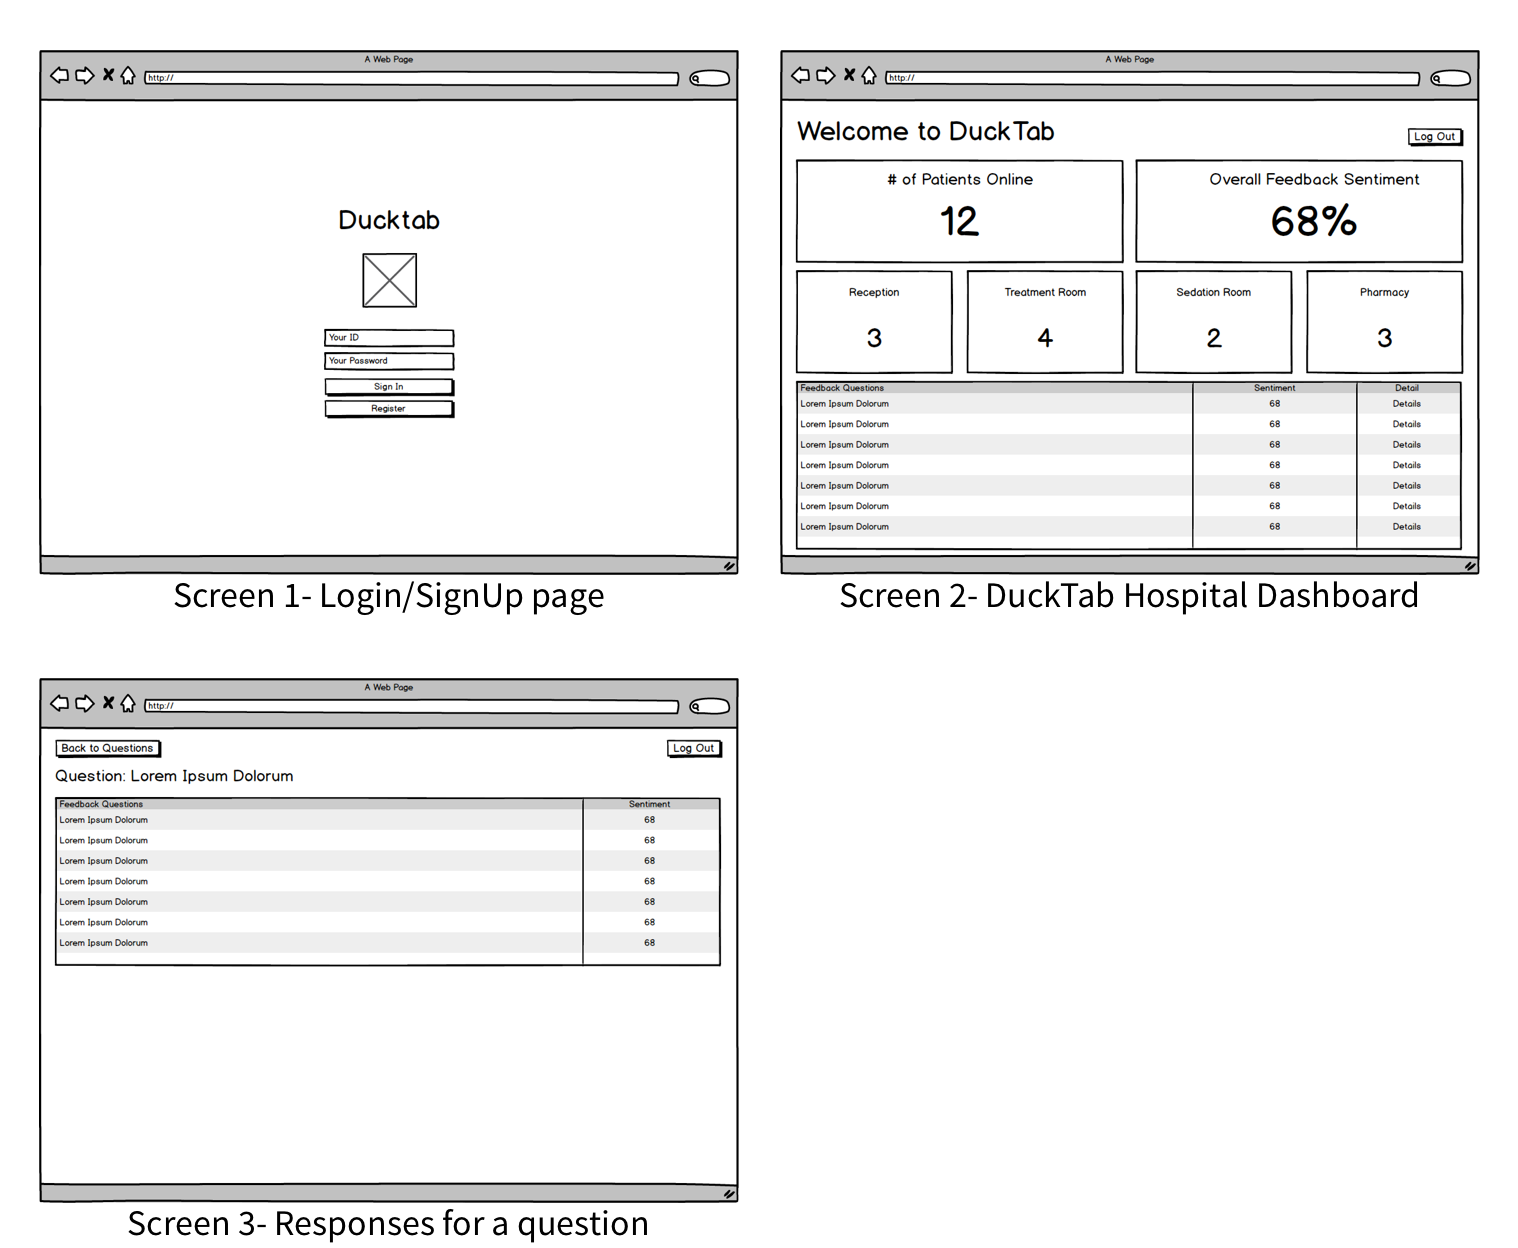 A Web Page
http://
Ducktab
Your ID
Your Password
Sign In
Register
Screen 1- Login/SignUp page
A Web Page
http://
Welcome to DuckTab
Log Out
# of Patients Online
12
Overall Feedback Sentiment
68%
Reception
3
Treatment Room
4
Sedation Room
2
Pharmacy
3
Feedback Questions Sentiment Detail
Lorem Ipsum Dolorum 68 Details
Lorem Ipsum Dolorum 68 Details
Lorem Ipsum Dolorum 68 Details
Lorem Ipsum Dolorum 68 Details
Lorem Ipsum Dolorum 68 Details
Lorem Ipsum Dolorum 68 Details
Lorem Ipsum Dolorum 68 Details
Screen 2- DuckTab Hospital Dashboard
A Web Page
http://
Back to Questions
Log Out
Question: Lorem Ipsum Dolorum
Feedback Questions Sentiment
Lorem Ipsum Dolorum 68
Lorem Ipsum Dolorum 68
Lorem Ipsum Dolorum 68
Lorem Ipsum Dolorum 68
Lorem Ipsum Dolorum 68
Lorem Ipsum Dolorum 68
Lorem Ipsum Dolorum 68
Screen 3- Responses for a question